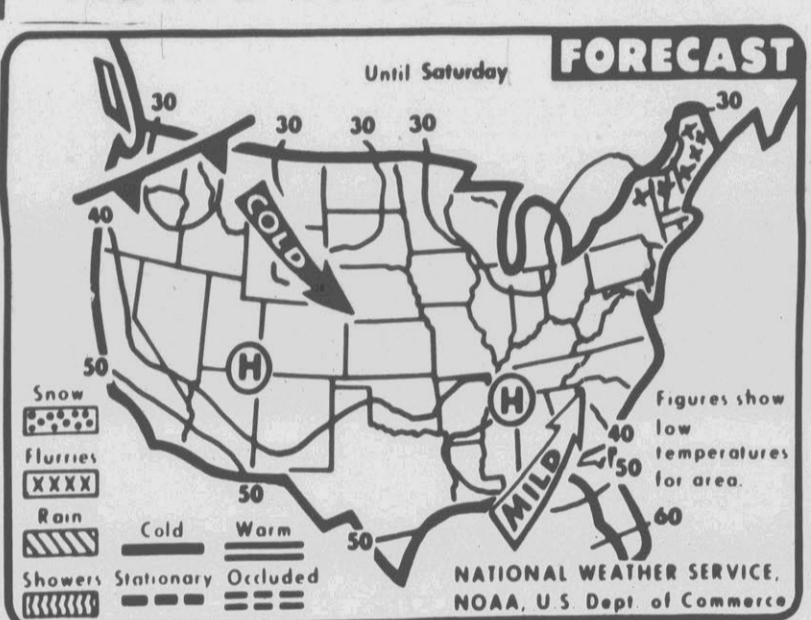 FORECAST
Until Saturday
30
30
30
30
30
40
COLD
H
50
H
Figures show
low
temperatures
for area.
40
50
60
MILD
50
50
Snow
Flurries
XXXX
Rain
Showers
Cold
Warm
Stationary
Occluded
NATIONAL WEATHER SERVICE,
NOAA, U.S. Dept. of Commerce